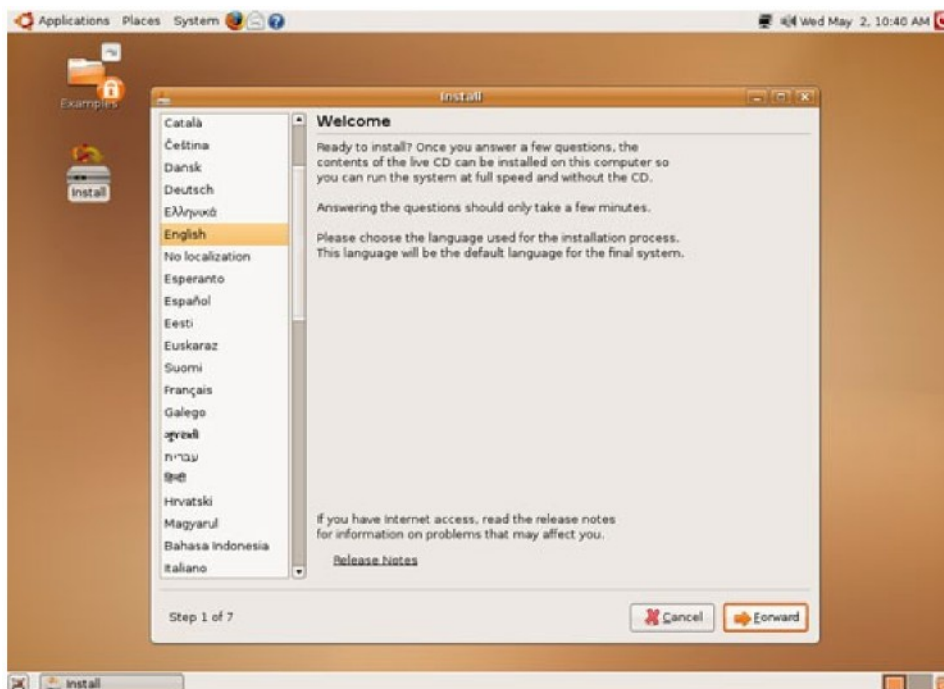 Applications Places System
Wed May 2, 10:40 AM
Examples
Install
Install
Català
Čeština
Dansk
Deutsch
Ελληνικά
English
No localization
Esperanto
Español
Eesti
Euskaraz
Suomi
Français
Galego
ગુજરાતી
עברית
हिन्दी
Hrvatski
Magyarul
Bahasa Indonesia
Italiano
Welcome
Ready to install? Once you answer a few questions, the
contents of the live CD can be installed on this computer so
you can run the system at full speed and without the CD.
Answering the questions should only take a few minutes.
Please choose the language used for the installation process.
This language will be the default language for the final system.
If you have Internet access, read the release notes
for information on problems that may affect you.
Release Notes
Step 1 of 7
Cancel
Forward
Install